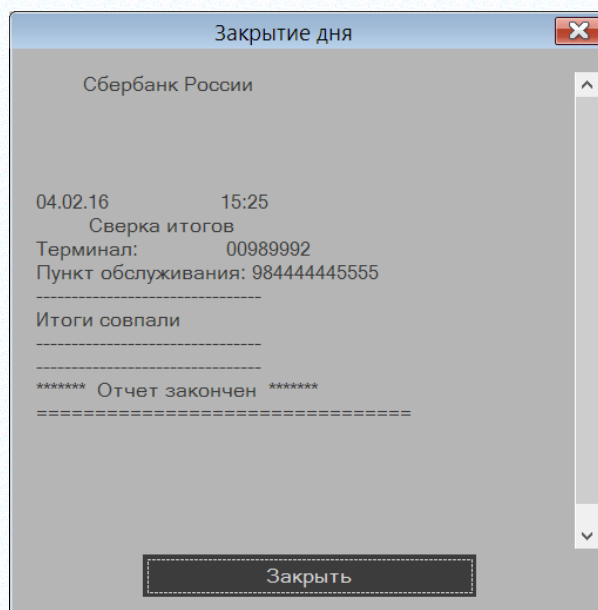 Закрытие дня
Сбербанк России
04.02.16 15:25
Сверка итогов
Терминал: 00989992
Пункт обслуживания: 984444445555
--------------------------------
Итоги совпали
--------------------------------
--------------------------------
******* Отчет закончен *******
================================
Закрыть